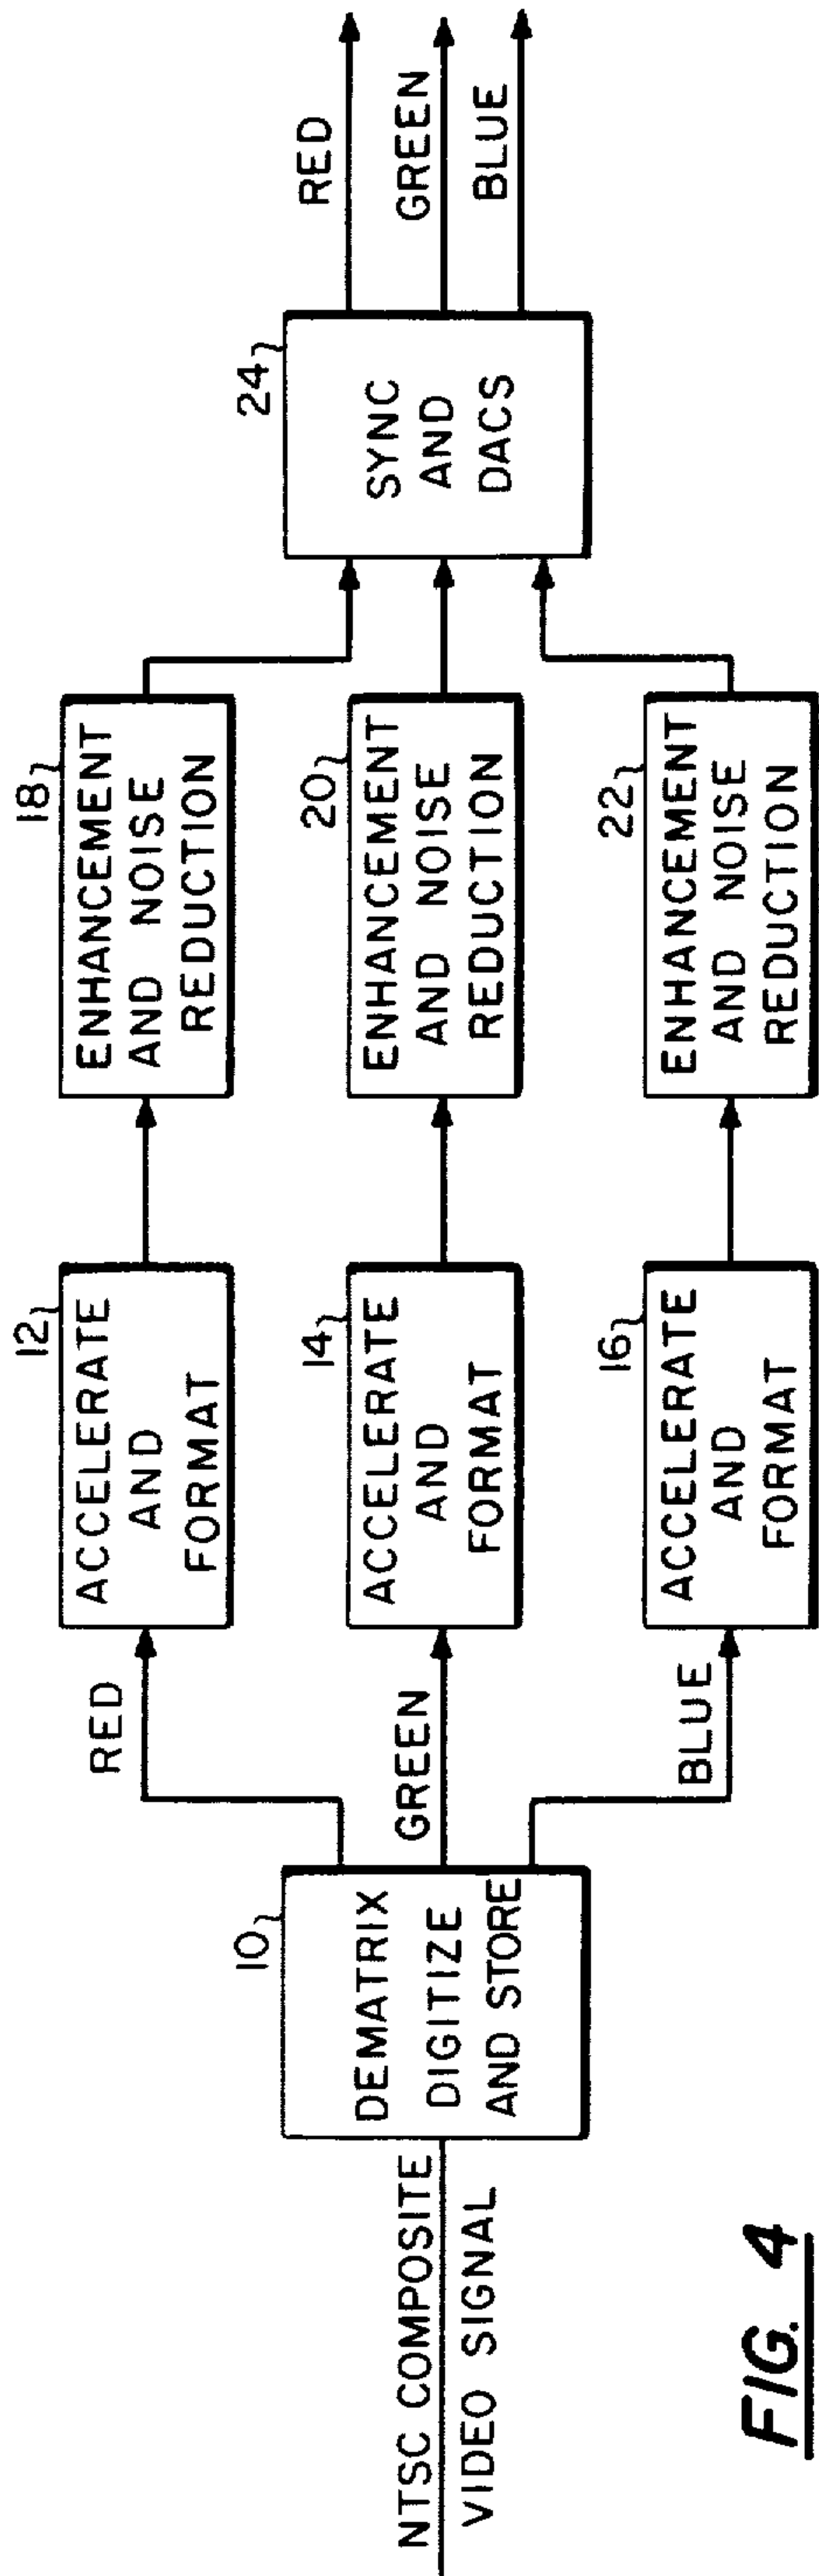 NTSC COMPOSITE
VIDEO SIGNAL
10
DEMATRIX
DIGITIZE
AND STORE
RED
GREEN
BLUE
12
ACCELERATE
AND
FORMAT
14
ACCELERATE
AND
FORMAT
16
ACCELERATE
AND
FORMAT
18
ENHANCEMENT
AND NOISE
REDUCTION
20
ENHANCEMENT
AND NOISE
REDUCTION
22
ENHANCEMENT
AND NOISE
REDUCTION
24
SYNC
AND
DACS
RED
GREEN
BLUE
FIG. 4